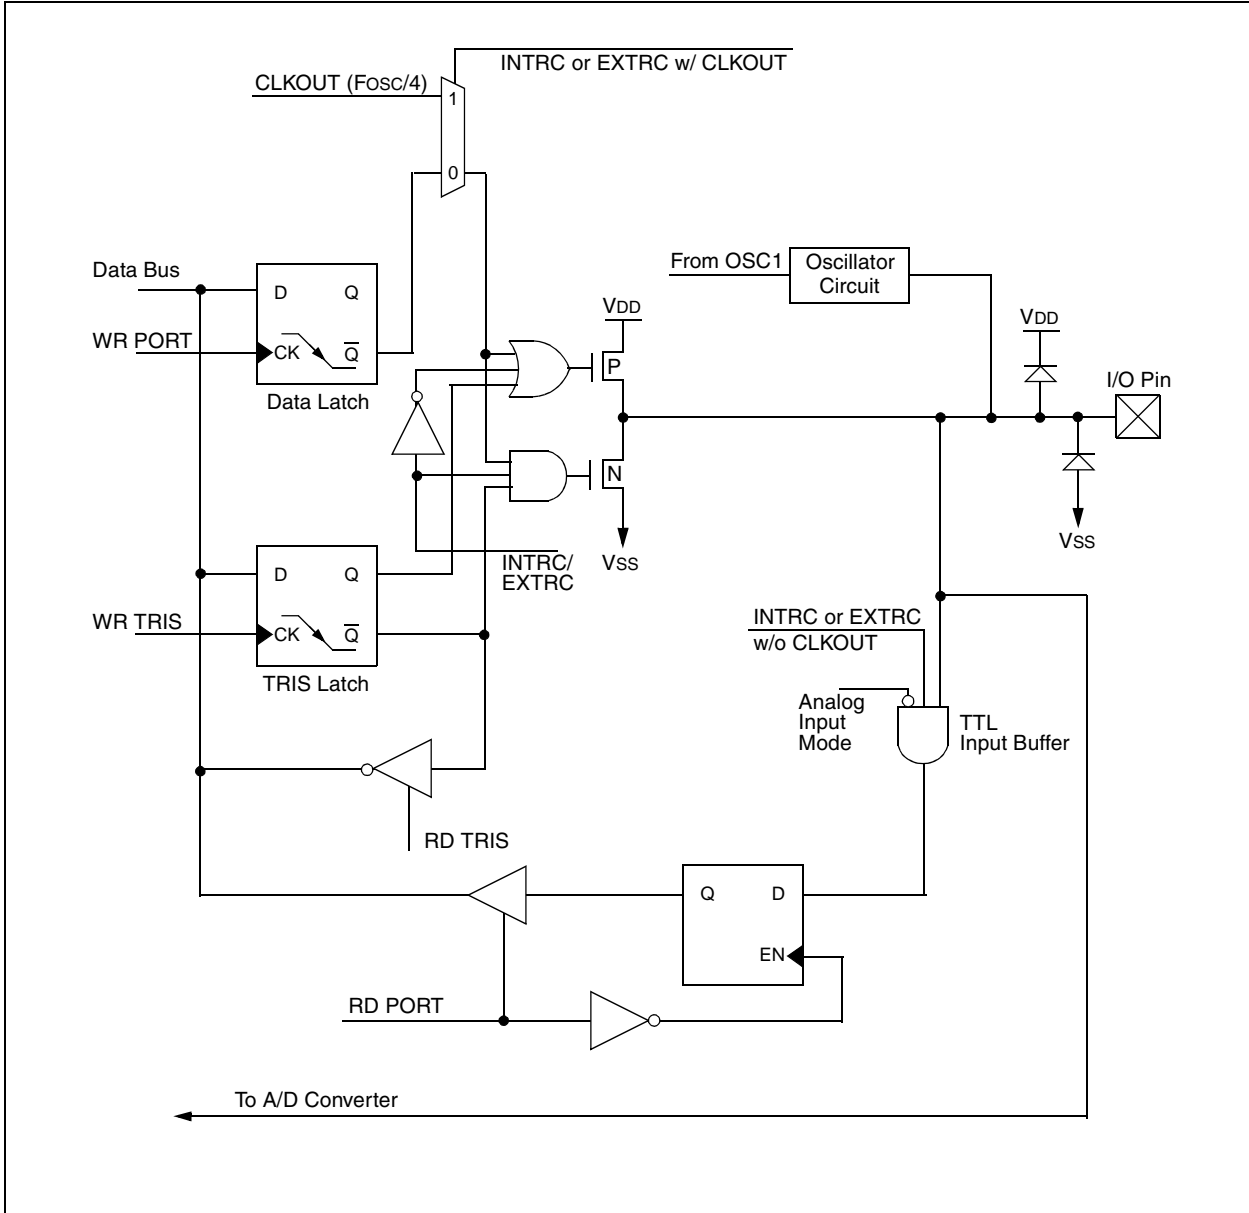 INTRC or EXTRC w/ CLKOUT
CLKOUT (FOSC/4)
1
0
Data Bus
D Q
WR PORT
CK Q̅
Data Latch
From OSC1
Oscillator
Circuit
VDD
P
VDD
I/O Pin
N
VSS
VSS
INTRC/
EXTRC
D Q
WR TRIS
CK Q̅
TRIS Latch
INTRC or EXTRC
w/o CLKOUT
Analog
Input
Mode
TTL
Input Buffer
RD TRIS
Q D
EN
RD PORT
To A/D Converter